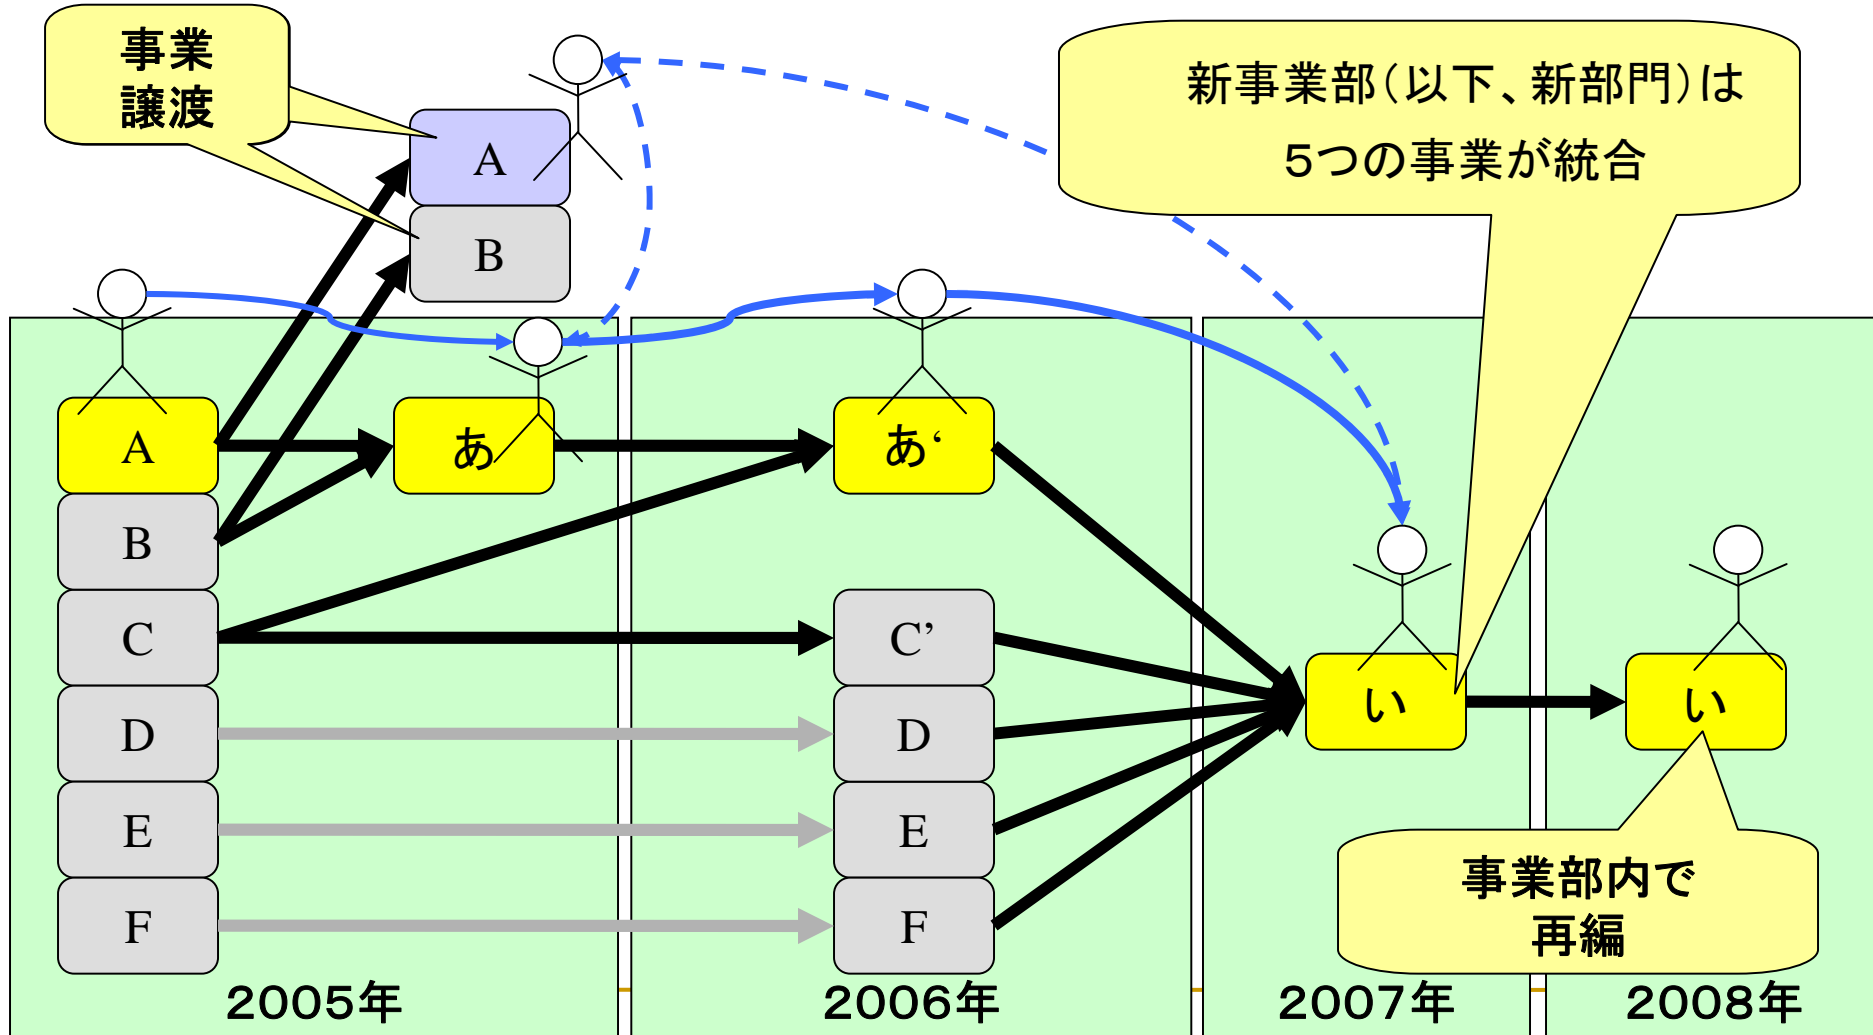 事業
譲渡
新事業部(以下、新部門)は
5つの事業が統合
A
B
A
あ
あ‘
B
C
C’
い
い
D
D
E
E
F
F
事業部内で
再編
2005年
2006年
2007年
2008年